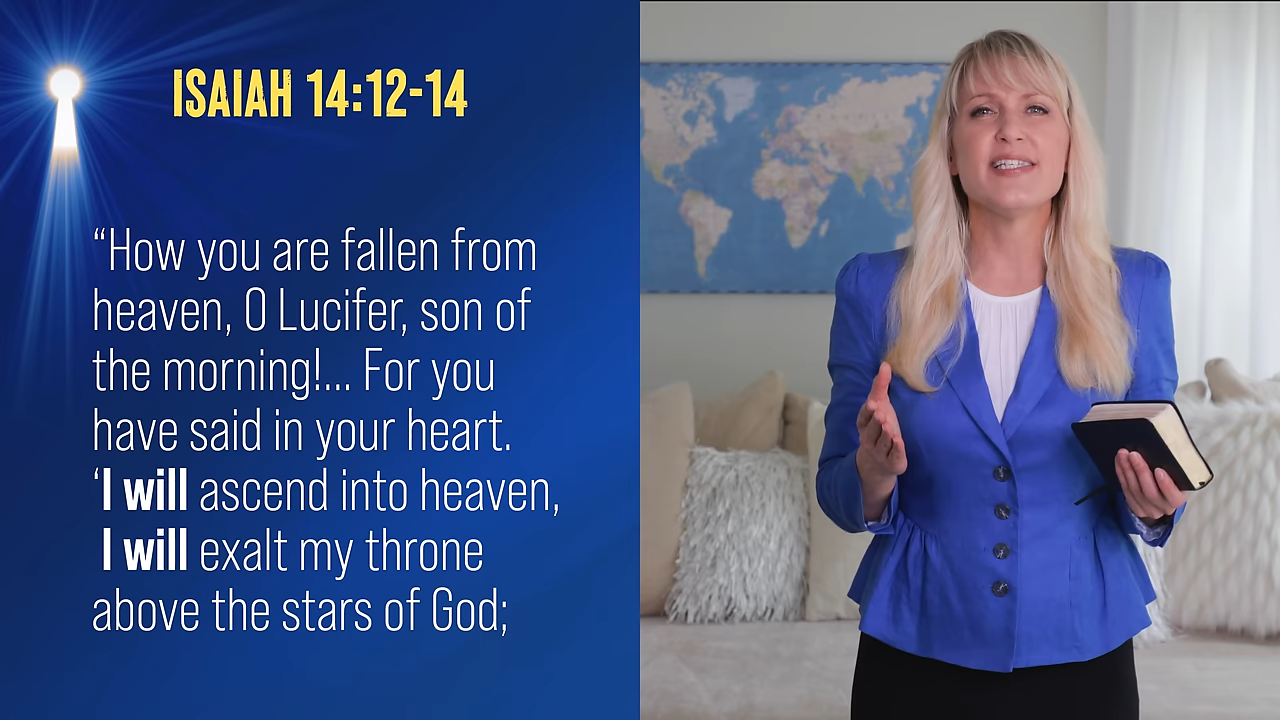 ISAIAH 14:12-14
“How you are fallen from
heaven, O Lucifer, son of
the morning!... For you
have said in your heart.
‘I will ascend into heaven,
I will exalt my throne
above the stars of God;